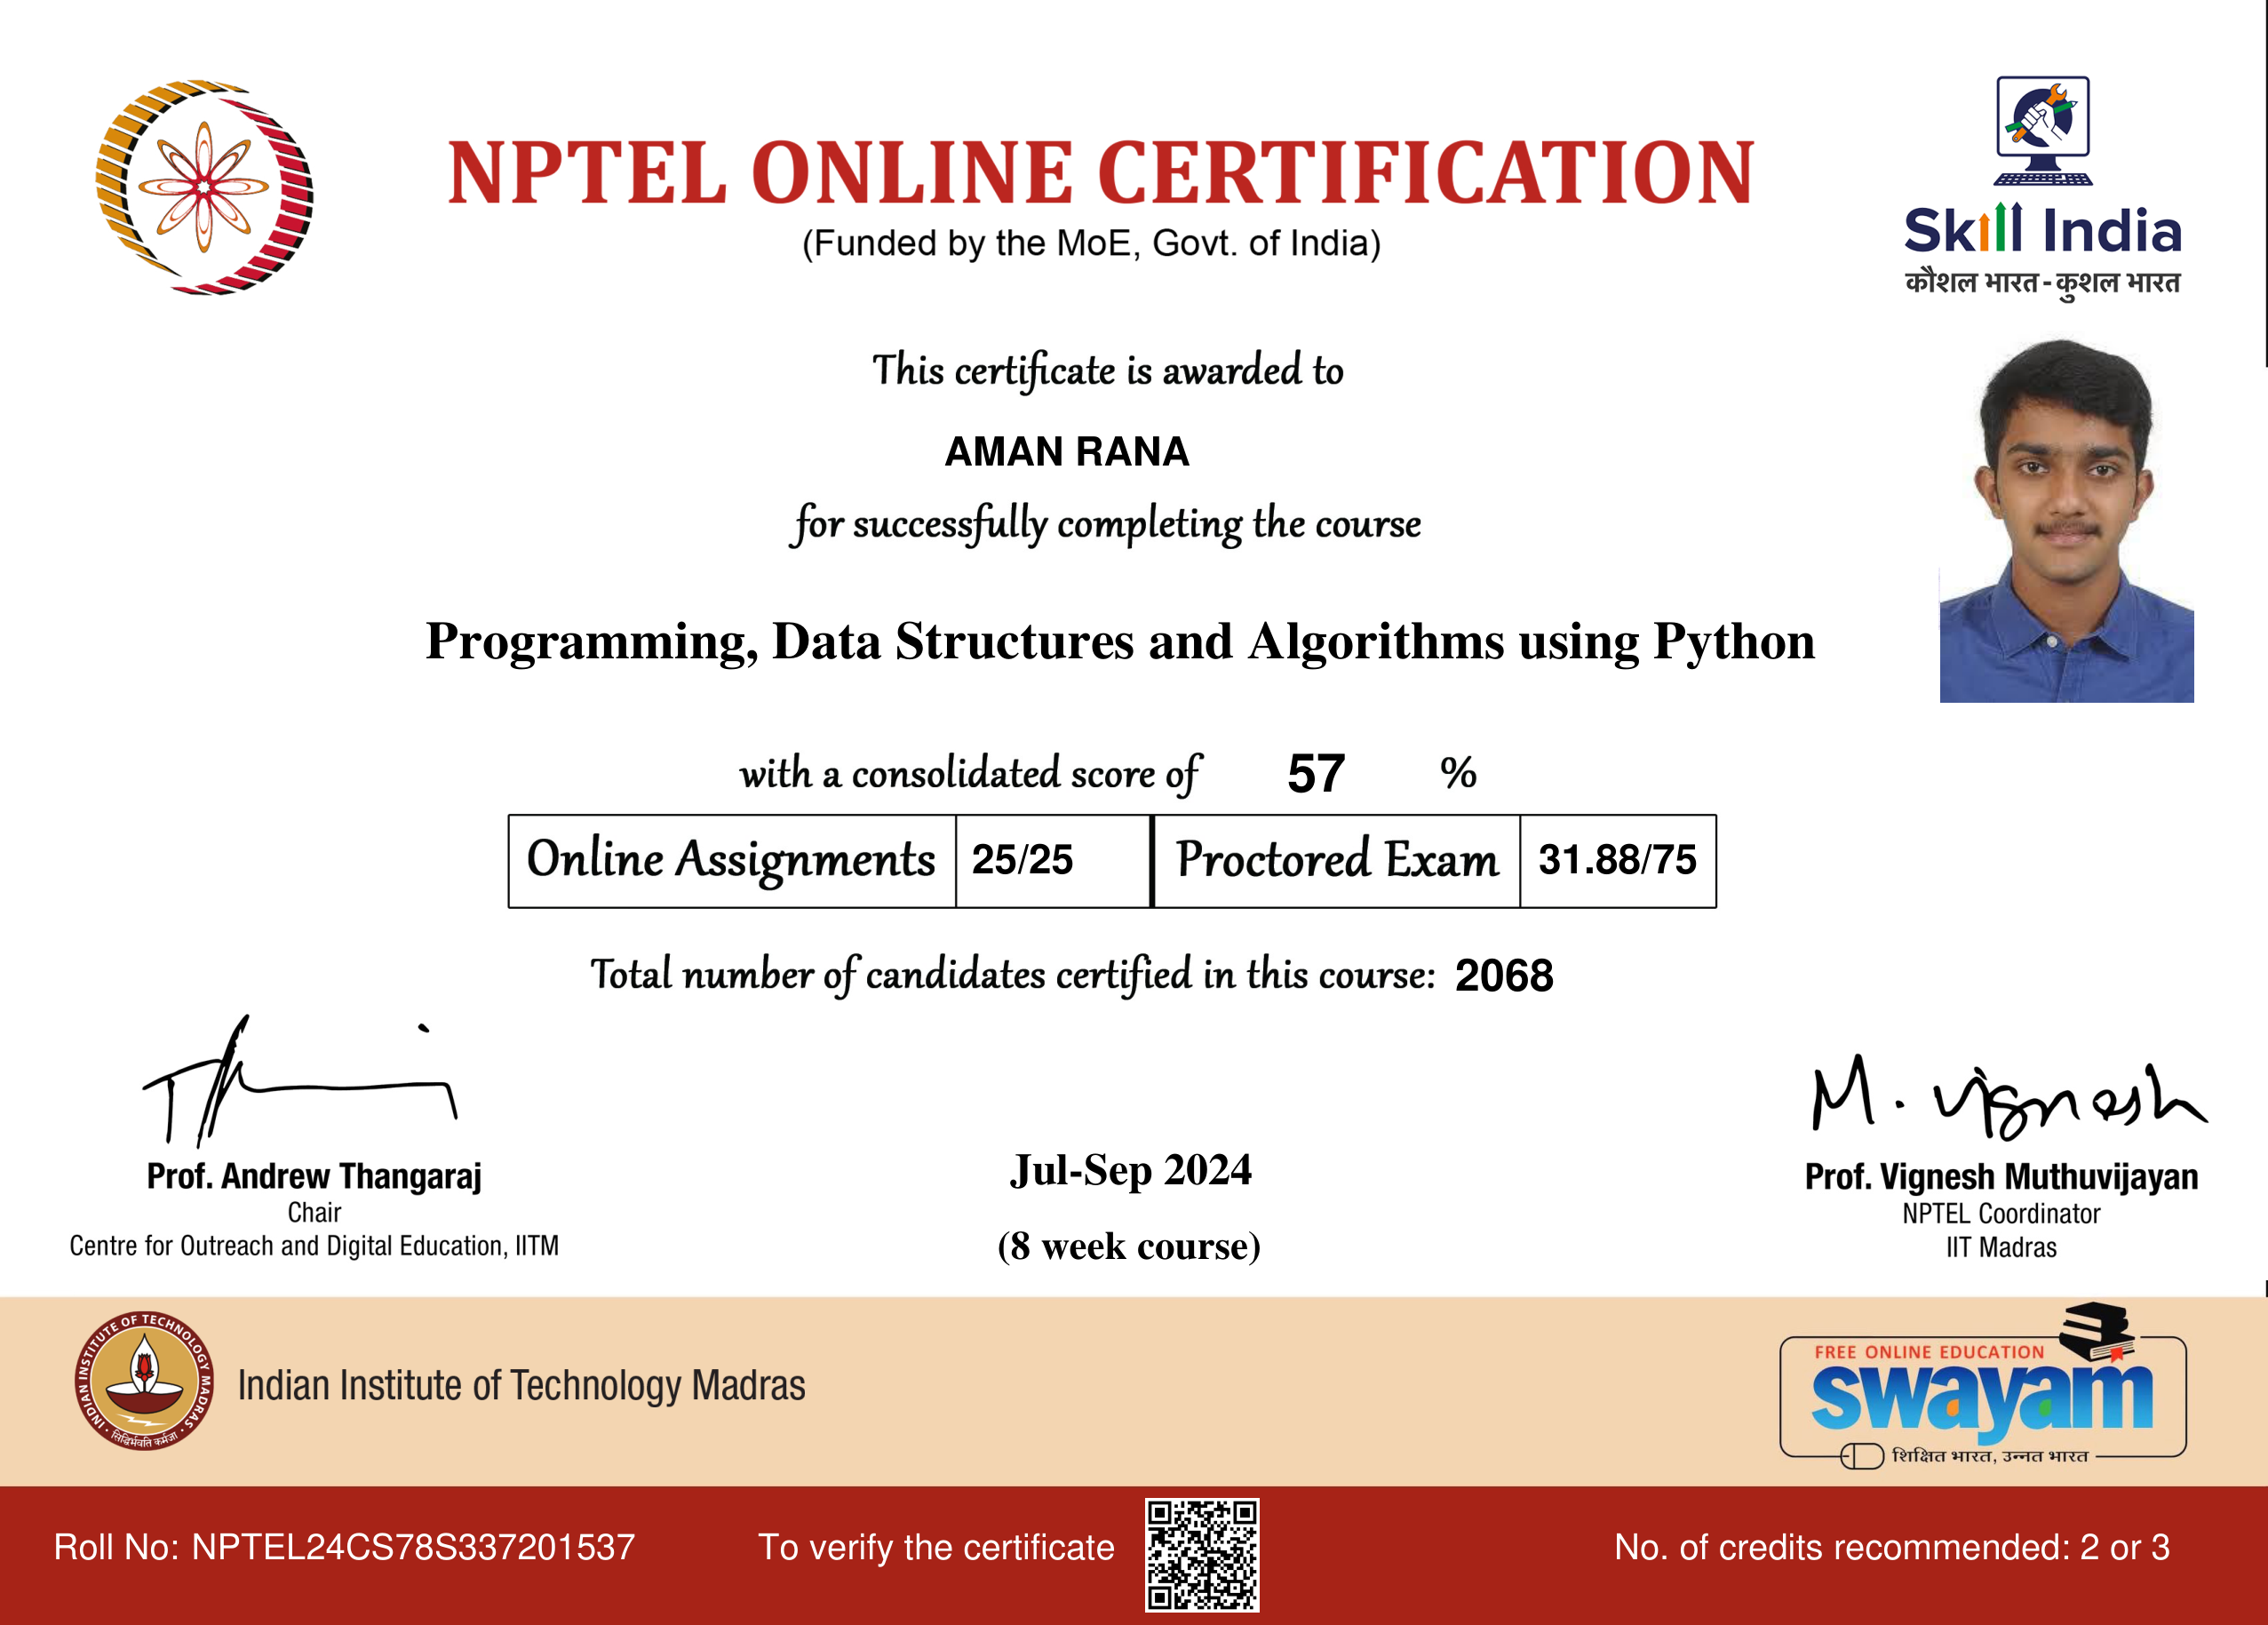 NPTEL ONLINE CERTIFICATION
(Funded by the MoE, Govt. of India)
Skill India
कौशल भारत - कुशल भारत
This certificate is awarded to
AMAN RANA
for successfully completing the course
Programming, Data Structures and Algorithms using Python
with a consolidated score of 57 %
Online Assignments 25/25 Proctored Exam 31.88/75
Total number of candidates certified in this course: 2068
M. Vignesh
Prof. Andrew Thangaraj
Chair
Centre for Outreach and Digital Education, IITM
Jul-Sep 2024
(8 week course)
Prof. Vignesh Muthuvijayan
NPTEL Coordinator
IIT Madras
INDIAN INSTITUTE OF TECHNOLOGY MADRAS
सिद्धिर्भवति कर्मजा
Indian Institute of Technology Madras
FREE ONLINE EDUCATION
swayam
शिक्षित भारत, उन्नत भारत
Roll No: NPTEL24CS78S337201537
To verify the certificate
No. of credits recommended: 2 or 3